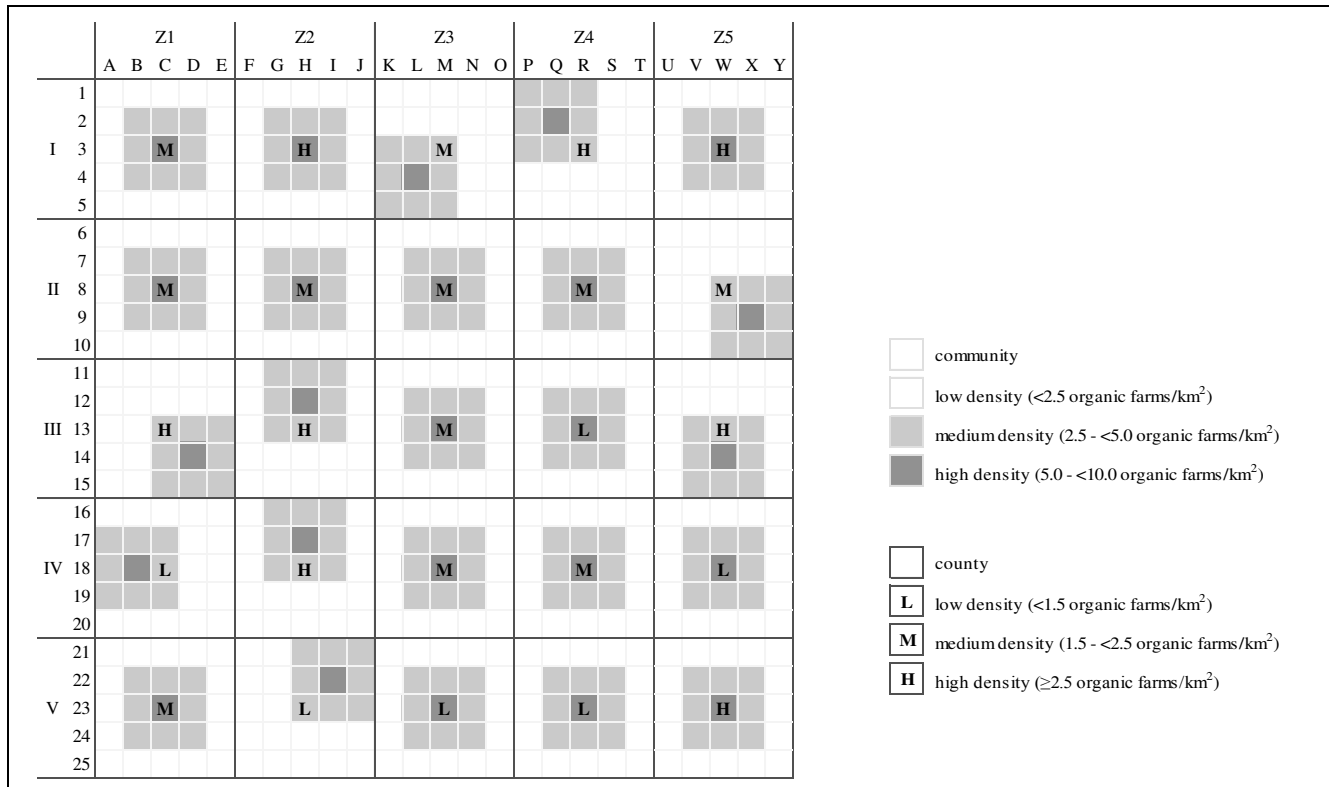 Z1 Z2 Z3 Z4 Z5
A B C D E F G H I J K L M N O P Q R S T U V W X Y
1
2
I 3 M H M H H
4
5
6
7
II 8 M M M M M
9
10
11
12
III 13 H H M L H
14
15
16
17
IV 18 L H M M L
19
20
21
22
V 23 M L L L H
24
25
community
low density (<2.5 organic farms/km²)
medium density (2.5 - <5.0 organic farms/km²)
high density (5.0 - <10.0 organic farms/km²)
county
L low density (<1.5 organic farms/km²)
M medium density (1.5 - <2.5 organic farms/km²)
H high density (≥2.5 organic farms/km²)